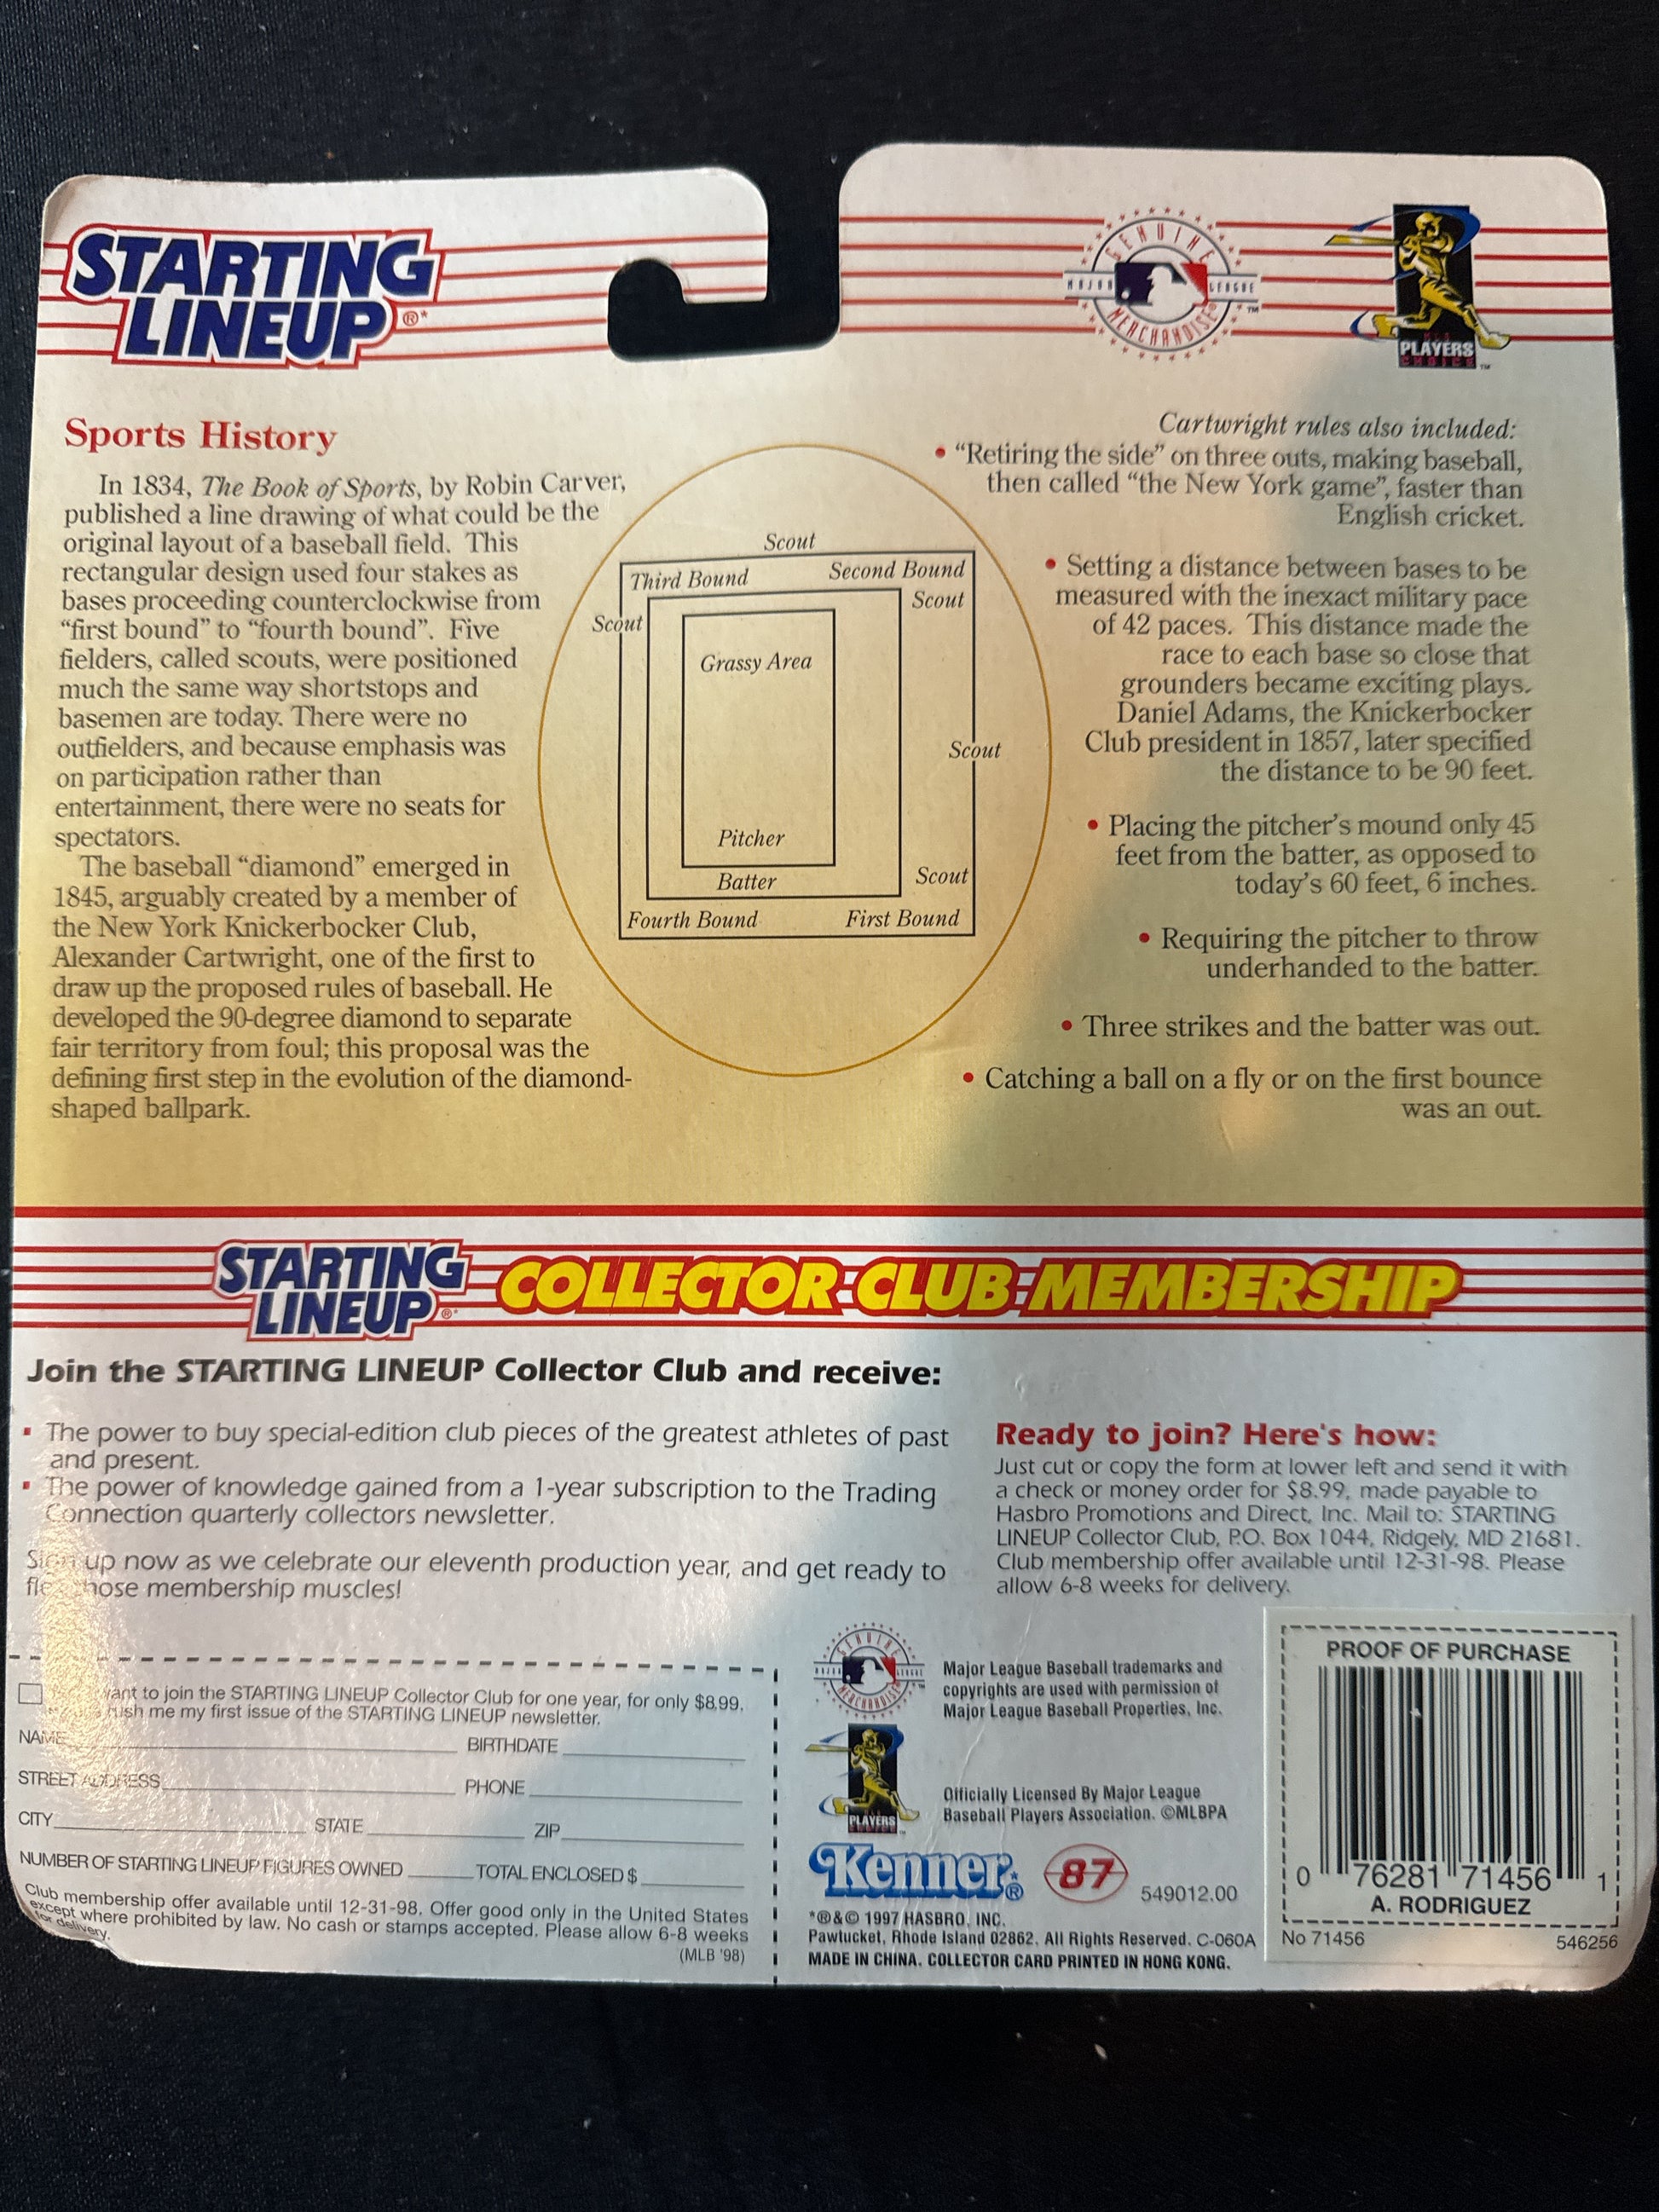 STARTING
LINEUP®*
GENUINE
MAJOR LEAGUE
MERCHANDISE
TM
PLAYERS
CHOICE
TM
Sports History
In 1834, The Book of Sports, by Robin Carver,
published a line drawing of what could be the
original layout of a baseball field. This
rectangular design used four stakes as
bases proceeding counterclockwise from
“first bound” to “fourth bound”. Five
fielders, called scouts, were positioned
much the same way shortstops and
basemen are today. There were no
outfielders, and because emphasis was
on participation rather than
entertainment, there were no seats for
spectators.
The baseball “diamond” emerged in
1845, arguably created by a member of
the New York Knickerbocker Club,
Alexander Cartwright, one of the first to
draw up the proposed rules of baseball. He
developed the 90-degree diamond to separate
fair territory from foul; this proposal was the
defining first step in the evolution of the diamond-
shaped ballpark.
Scout
Third Bound
Second Bound
Scout
Scout
Grassy Area
Scout
Pitcher
Batter
Scout
Fourth Bound
First Bound
Cartwright rules also included:
• “Retiring the side” on three outs, making baseball,
then called “the New York game”, faster than
English cricket.
• Setting a distance between bases to be
measured with the inexact military pace
of 42 paces. This distance made the
race to each base so close that
grounders became exciting plays.
Daniel Adams, the Knickerbocker
Club president in 1857, later specified
the distance to be 90 feet.
• Placing the pitcher’s mound only 45
feet from the batter, as opposed to
today’s 60 feet, 6 inches.
• Requiring the pitcher to throw
underhanded to the batter.
• Three strikes and the batter was out.
• Catching a ball on a fly or on the first bounce
was an out.
STARTING
LINEUP®*
COLLECTOR CLUB MEMBERSHIP
Join the STARTING LINEUP Collector Club and receive:
▪ The power to buy special-edition club pieces of the greatest athletes of past
and present.
▪ The power of knowledge gained from a 1-year subscription to the Trading
Connection quarterly collectors newsletter.
Sign up now as we celebrate our eleventh production year, and get ready to
flex those membership muscles!
Ready to join? Here's how:
Just cut or copy the form at lower left and send it with
a check or money order for $8.99, made payable to
Hasbro Promotions and Direct, Inc. Mail to: STARTING
LINEUP Collector Club, P.O. Box 1044, Ridgely, MD 21681.
Club membership offer available until 12-31-98. Please
allow 6-8 weeks for delivery.
want to join the STARTING LINEUP Collector Club for one year, for only $8.99.
rush me my first issue of the STARTING LINEUP newsletter.
NAME
BIRTHDATE
STREET ADDRESS
PHONE
CITY
STATE
ZIP
NUMBER OF STARTING LINEUP FIGURES OWNED
TOTAL ENCLOSED $
Club membership offer available until 12-31-98. Offer good only in the United States
except where prohibited by law. No cash or stamps accepted. Please allow 6-8 weeks
for delivery.
(MLB '98)
GENUINE
MAJOR LEAGUE
MERCHANDISE
Major League Baseball trademarks and
copyrights are used with permission of
Major League Baseball Properties, Inc.
PLAYERS
Officially Licensed By Major League
Baseball Players Association. ©MLBPA
Kenner®*
87
549012.00
*®&© 1997 HASBRO, INC.
Pawtucket, Rhode Island 02862. All Rights Reserved. C-060A
MADE IN CHINA. COLLECTOR CARD PRINTED IN HONG KONG.
PROOF OF PURCHASE
0 76281 71456 1
A. RODRIGUEZ
No 71456
546256